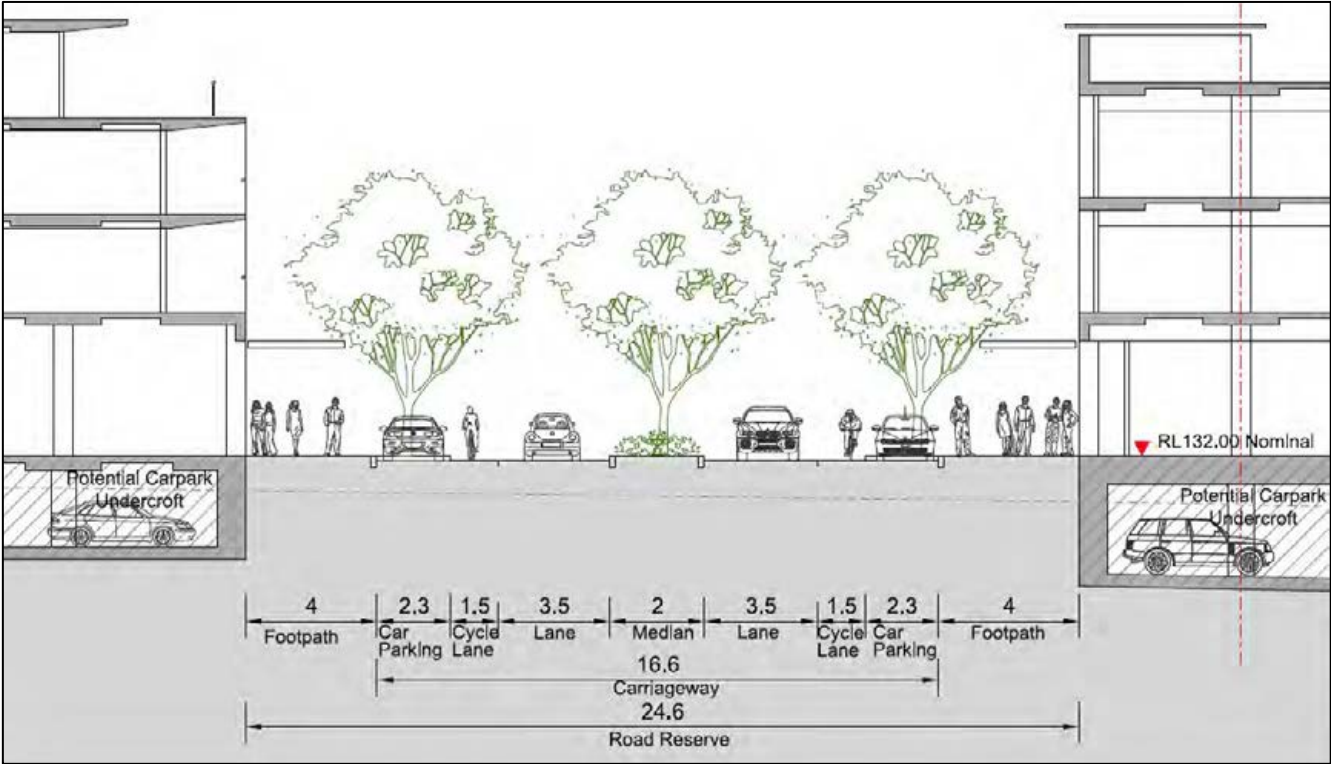 RL132.00 Nominal
Potential Carpark
Undercroft
Potential Carpark
Undercroft
4
2.3
1.5
3.5
2
3.5
1.5
2.3
4
Footpath
Car
Parking
Cycle
Lane
Lane
Median
Lane
Cycle
Lane
Car
Parking
Footpath
16.6
Carriageway
24.6
Road Reserve